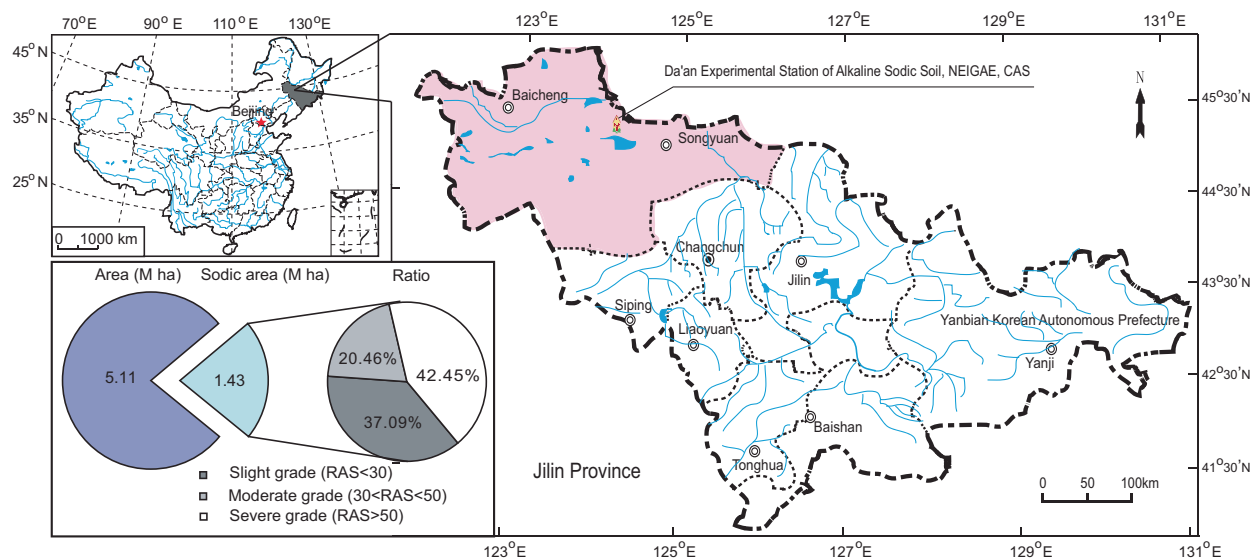 70°E 90°E 110°E 130°E
45°N
35°N
25°N
Beijing
0 1000 km
123°E 125°E 127°E 129°E 131°E
Da'an Experimental Station of Alkaline Sodic Soil, NEIGAE, CAS
N
Baicheng
Songyuan
Changchun
Jilin
Siping
Liaoyuan
Yanbian Korean Autonomous Prefecture
Yanji
Baishan
Tonghua
Jilin Province
45°30'N
44°30'N
43°30'N
42°30'N
41°30'N
0 50 100km
123°E 125°E 127°E 129°E 131°E
Area (M ha) Sodic area (M ha) Ratio
5.11
1.43
20.46%
42.45%
37.09%
Slight grade (RAS<30)
Moderate grade (30<RAS<50)
Severe grade (RAS>50)